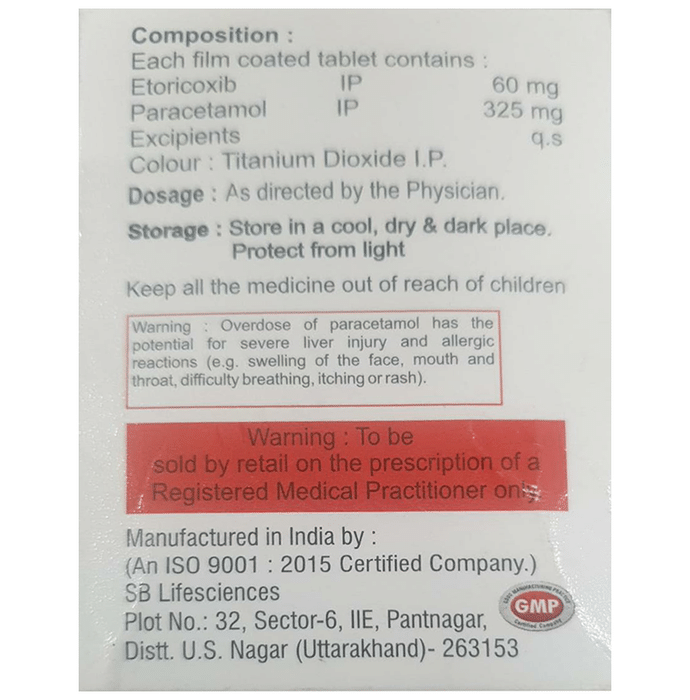 Composition :
Each film coated tablet contains :
Etoricoxib IP 60 mg
Paracetamol IP 325 mg
Excipients q.s
Colour : Titanium Dioxide I.P.
Dosage : As directed by the Physician.
Storage : Store in a cool, dry & dark place.
Protect from light
Keep all the medicine out of reach of children
Warning : Overdose of paracetamol has the
potential for severe liver injury and allergic
reactions (e.g. swelling of the face, mouth and
throat, difficulty breathing, itching or rash).
Warning : To be
sold by retail on the prescription of a
Registered Medical Practitioner only
Manufactured in India by :
(An ISO 9001 : 2015 Certified Company.)
SB Lifesciences
GOOD MANUFACTURING PRACTICE
GMP
Certified Company
Plot No.: 32, Sector-6, IIE, Pantnagar,
Distt. U.S. Nagar (Uttarakhand)- 263153